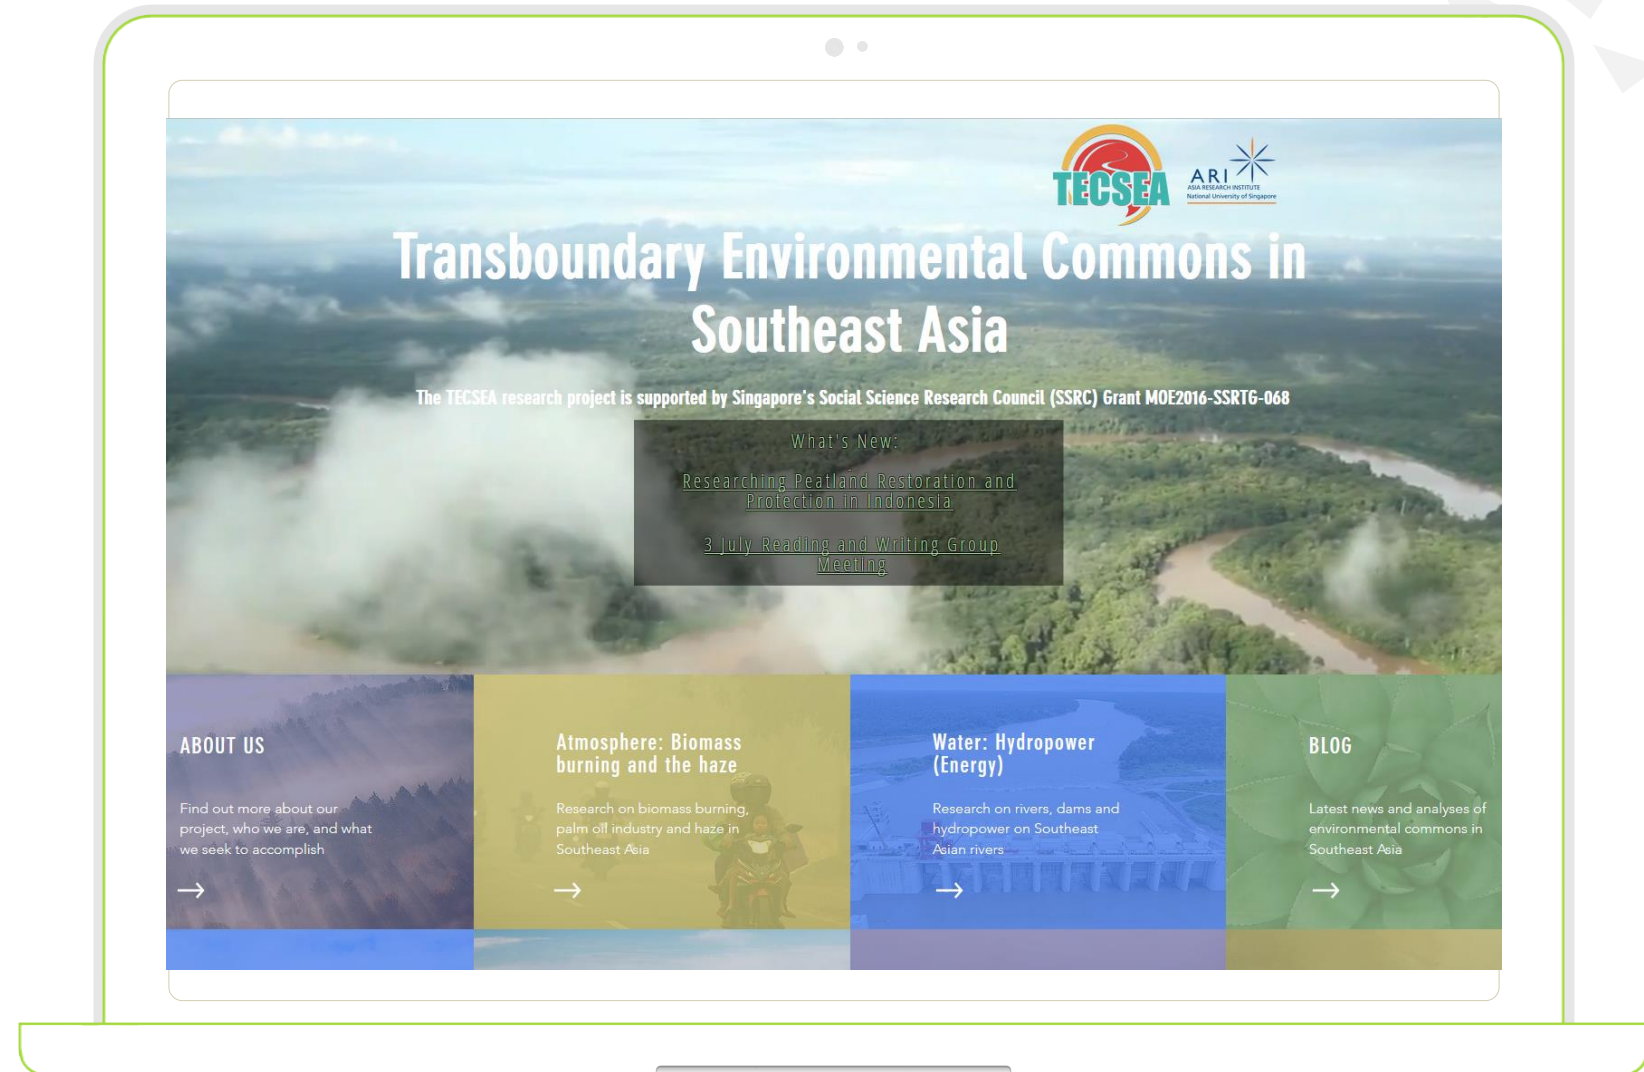 TECSEA
ARI
ASIA RESEARCH INSTITUTE
National University of Singapore
Transboundary Environmental Commons in
Southeast Asia
The TECSEA research project is supported by Singapore's Social Science Research Council (SSRC) Grant MOE2016-SSRTG-068
What's New:
Researching Peatland Restoration and
Protection in Indonesia
3 July Reading and Writing Group
Meeting
ABOUT US
Find out more about our
project, who we are, and what
we seek to accomplish
Atmosphere: Biomass
burning and the haze
Research on biomass burning,
palm oil industry and haze in
Southeast Asia
Water: Hydropower
(Energy)
Research on rivers, dams and
hydropower on Southeast
Asian rivers
BLOG
Latest news and analyses of
environmental commons in
Southeast Asia